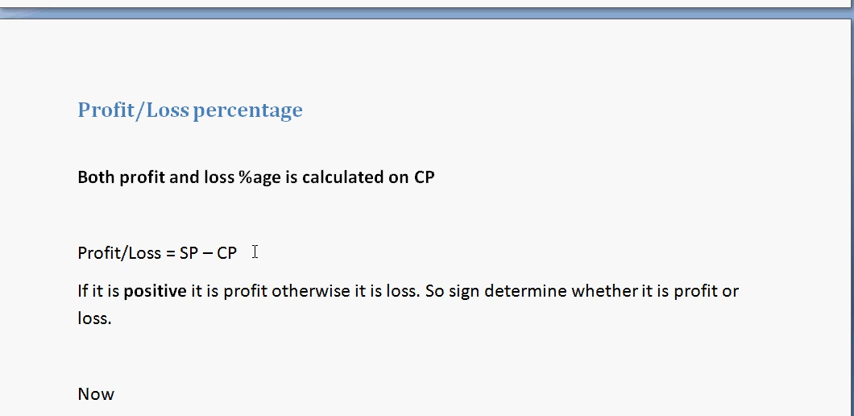 Profit/Loss percentage
Both profit and loss %age is calculated on CP
Profit/Loss = SP – CP
If it is positive it is profit otherwise it is loss. So sign determine whether it is profit or
loss.
Now